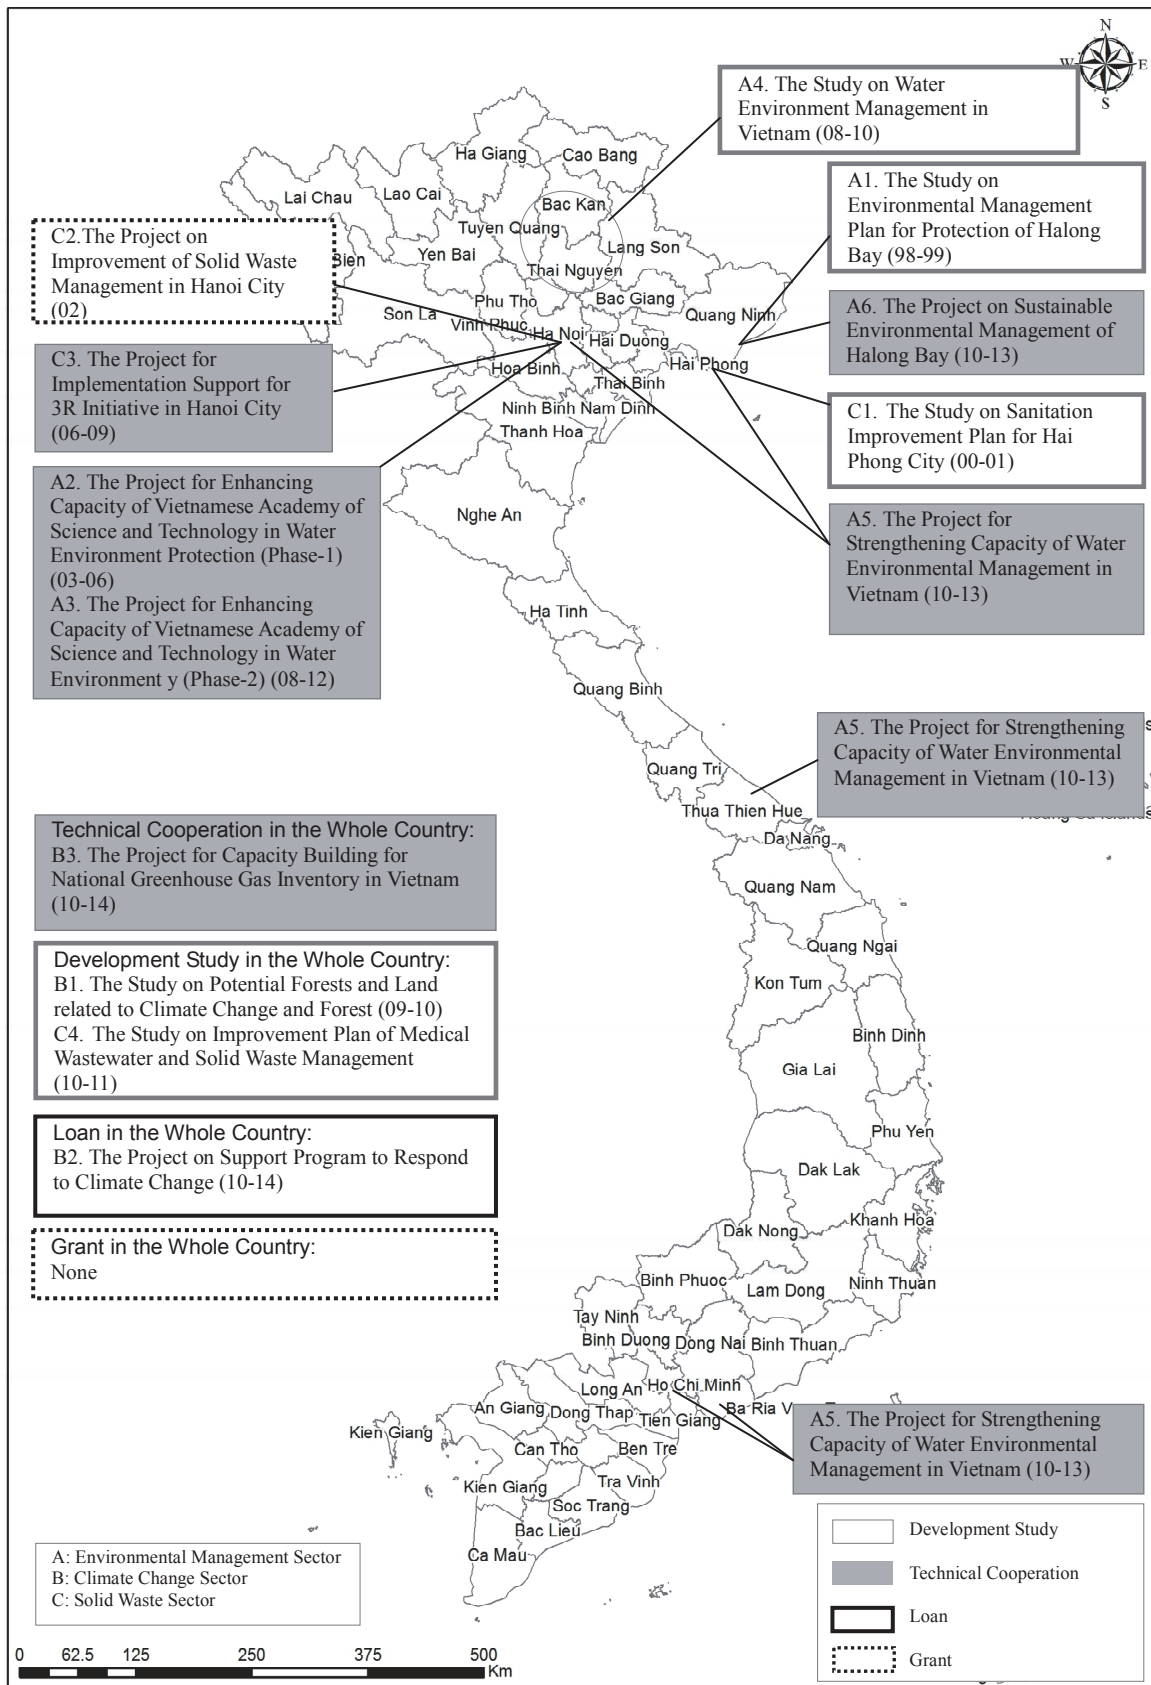 N
W
E
S
A4. The Study on Water
Environment Management in
Vietnam (08-10)
A1. The Study on
Environmental Management
Plan for Protection of Halong
Bay (98-99)
A6. The Project on Sustainable
Environmental Management of
Halong Bay (10-13)
C1. The Study on Sanitation
Improvement Plan for Hai
Phong City (00-01)
A5. The Project for
Strengthening Capacity of Water
Environmental Management in
Vietnam (10-13)
C2.The Project on
Improvement of Solid Waste
Management in Hanoi City
(02)
C3. The Project for
Implementation Support for
3R Initiative in Hanoi City
(06-09)
A2. The Project for Enhancing
Capacity of Vietnamese Academy of
Science and Technology in Water
Environment Protection (Phase-1)
(03-06)
A3. The Project for Enhancing
Capacity of Vietnamese Academy of
Science and Technology in Water
Environment y (Phase-2) (08-12)
Ha Giang
Cao Bang
Lai Chau
Lao Cai
Bac Kan
Tuyen Quang
Lang Son
Yen Bai
Bien
Thai Nguyen
Phu Tho
Bac Giang
Quang Ninh
Son La
Vinh Phuc
Ha Noi
Hai Duong
Hai Phong
Hoa Binh
Thai Binh
Ninh Binh
Nam Dinh
Thanh Hoa
Nghe An
Ha Tinh
Quang Binh
Quang Tri
Thua Thien Hue
Da Nang
Quang Nam
Quang Ngai
Kon Tum
Binh Dinh
Gia Lai
Phu Yen
Dak Lak
Khanh Hoa
Dak Nong
Binh Phuoc
Lam Dong
Ninh Thuan
Tay Ninh
Binh Duong
Dong Nai
Binh Thuan
Long An
Ho Chi Minh
Ba Ria
An Giang
Dong Thap
Tien Giang
Kien Giang
Can Tho
Ben Tre
Kien Giang
Tra Vinh
Soc Trang
Bac Lieu
Ca Mau
A5. The Project for Strengthening
Capacity of Water Environmental
Management in Vietnam (10-13)
Technical Cooperation in the Whole Country:
B3. The Project for Capacity Building for
National Greenhouse Gas Inventory in Vietnam
(10-14)
Development Study in the Whole Country:
B1. The Study on Potential Forests and Land
related to Climate Change and Forest (09-10)
C4. The Study on Improvement Plan of Medical
Wastewater and Solid Waste Management
(10-11)
Loan in the Whole Country:
B2. The Project on Support Program to Respond
to Climate Change (10-14)
Grant in the Whole Country:
None
A5. The Project for Strengthening
Capacity of Water Environmental
Management in Vietnam (10-13)
Development Study
Technical Cooperation
Loan
Grant
A: Environmental Management Sector
B: Climate Change Sector
C: Solid Waste Sector
0 62.5 125 250 375 500
Km